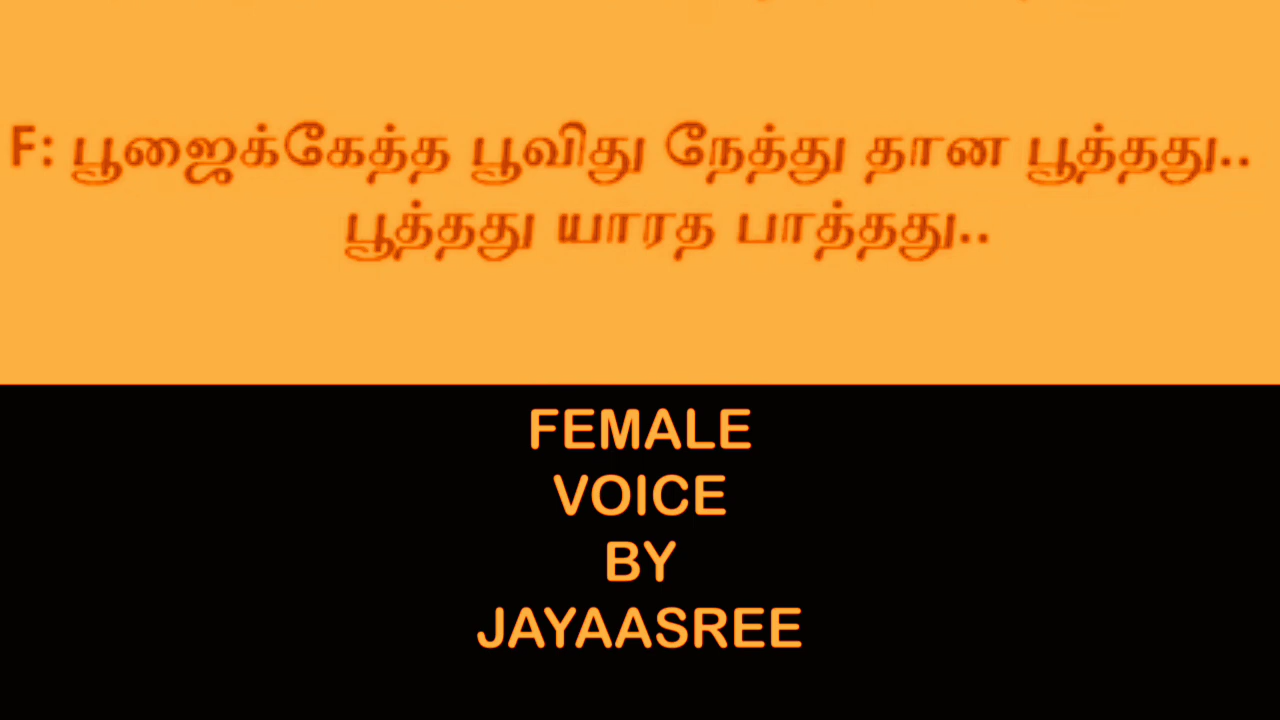 F: பூஜைக்கேத்த பூவிது நேத்து தான பூத்தது..
பூத்தது யாரத பாத்தது..
FEMALE
VOICE
BY
JAYAASREE